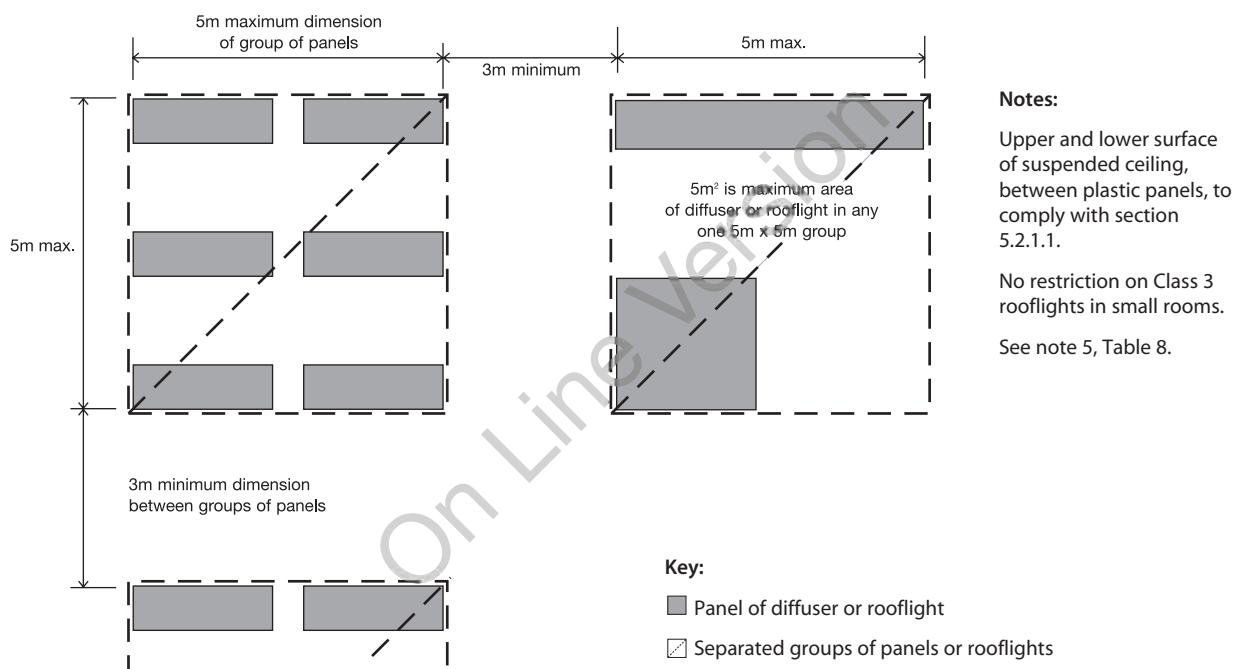 5m maximum dimension
of group of panels
5m max.
3m minimum
5m max.
5m² is maximum area
of diffuser or rooflight in any
one 5m x 5m group
3m minimum dimension
between groups of panels
Notes:
Upper and lower surface
of suspended ceiling,
between plastic panels, to
comply with section
5.2.1.1.
No restriction on Class 3
rooflights in small rooms.
See note 5, Table 8.
Key:
Panel of diffuser or rooflight
Separated groups of panels or rooflights
On Line Version